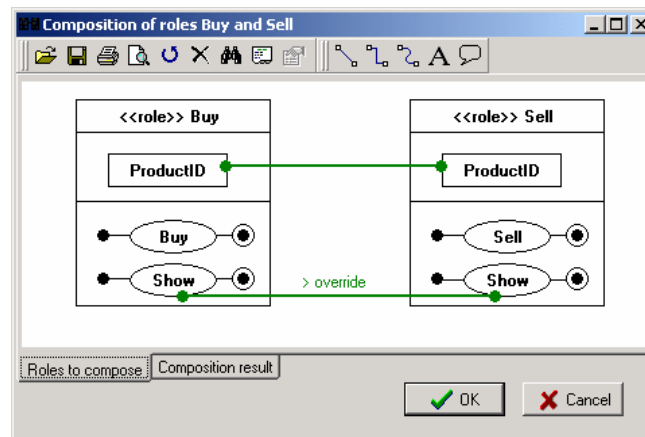 Composition of roles Buy and Sell
A
<<role>> Buy
<<role>> Sell
ProductID
ProductID
Buy
Sell
Show
> override
Show
Roles to compose
Composition result
OK
Cancel